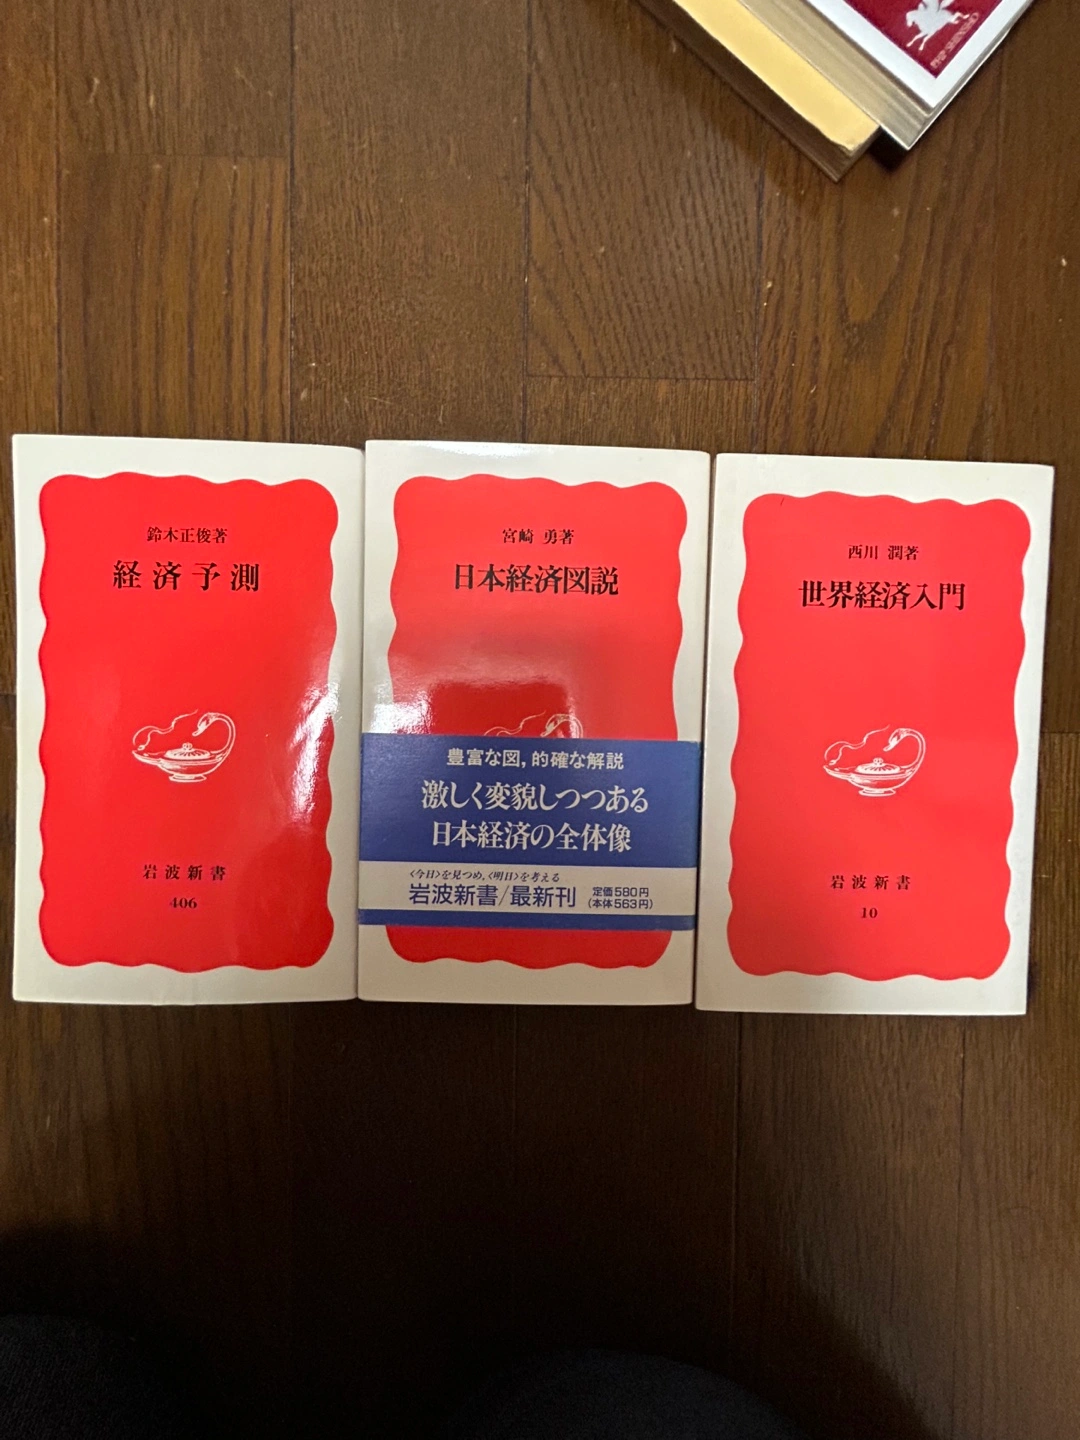 鈴木正俊著
経済予測
岩波新書
406
宮崎 勇著
日本経済図説
豊富な図,的確な解説
激しく変貌しつつある
日本経済の全体像
〈今日〉を見つめ,〈明日〉を考える
岩波新書/最新刊
定価580円
(本体563円)
西川 潤著
世界経済入門
岩波新書
10